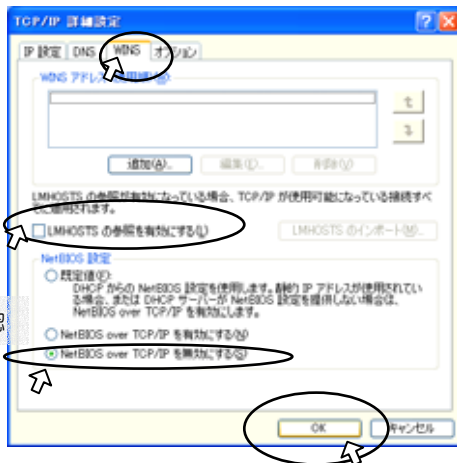 TCP/IP 詳細設定
IP 設定 DNS WINS オプション
WINS アドレス(使用順)(W):
追加(A)... 編集(E)... 削除(V)
LMHOSTS の参照が有効になっている場合、TCP/IP が使用可能になっている接続すべ
てに適用されます。
LMHOSTS の参照を有効にする(L) LMHOSTS のインポート(M)...
NetBIOS 設定
既定値(F):
DHCP からの NetBIOS 設定を使用します。静的 IP アドレスが使用されてい
る場合、または DHCP サーバーが NetBIOS 設定を提供しない場合は、
NetBIOS over TCP/IP を有効にします。
NetBIOS over TCP/IP を有効にする(N)
NetBIOS over TCP/IP を無効にする(S)
OK キャンセル